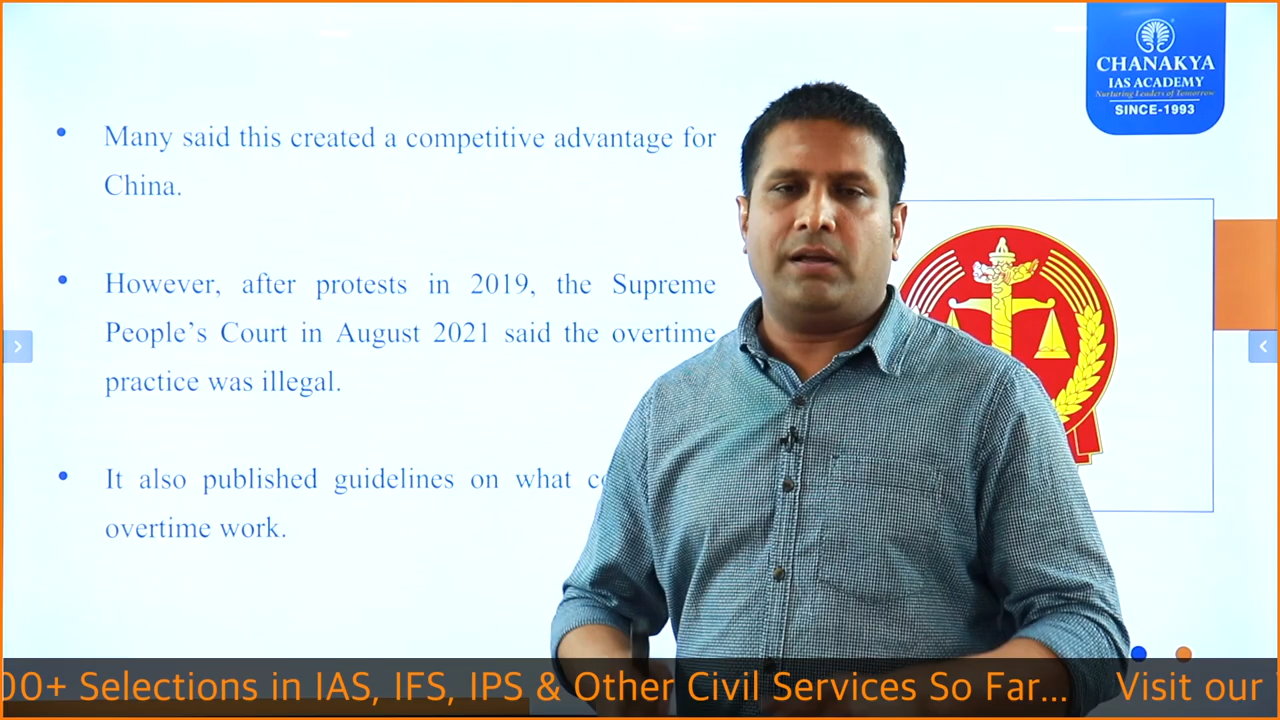 CHANAKYA
IAS ACADEMY
Nurturing Leaders of Tomorrow
SINCE-1993
• Many said this created a competitive advantage for
China.
• However, after protests in 2019, the Supreme
People's Court in August 2021 said the overtime
practice was illegal.
• It also published guidelines on what
overtime work.
00+ Selections in IAS, IFS, IPS & Other Civil Services So Far... Visit our